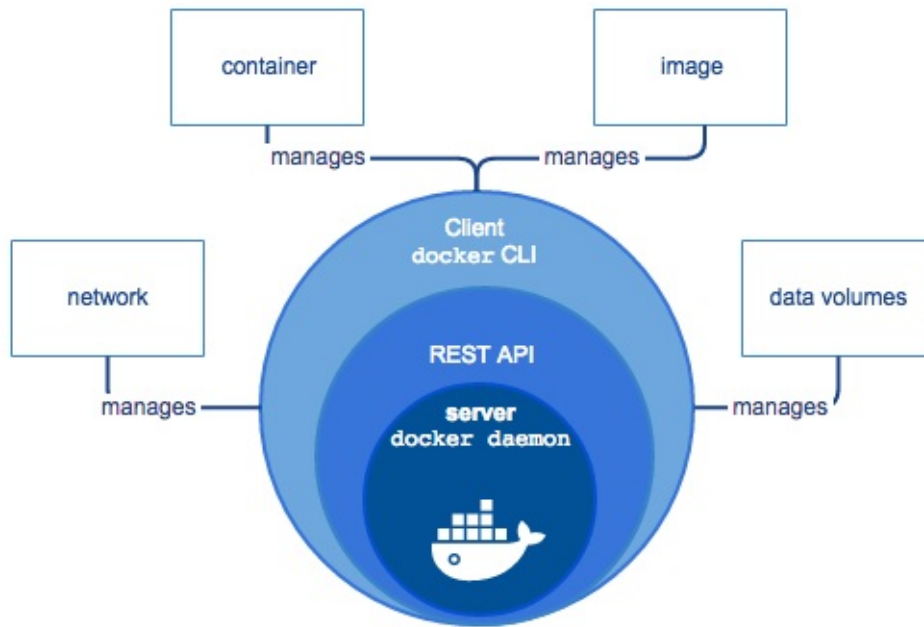 container
image
manages
manages
Client
docker CLI
network
data volumes
REST API
manages
manages
server
docker daemon